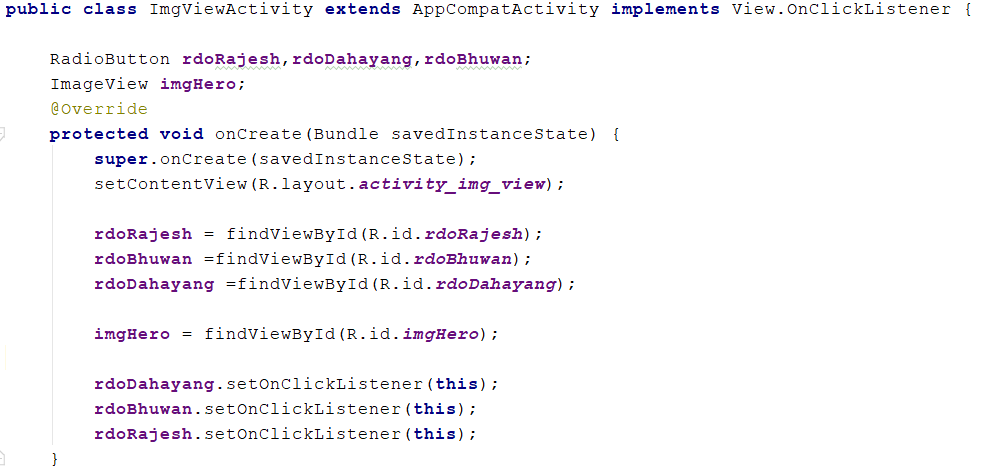 public class ImgViewActivity extends AppCompatActivity implements View.OnClickListener {
RadioButton rdoRajesh,rdoDahayang,rdoBhuwan;
ImageView imgHero;
@Override
protected void onCreate(Bundle savedInstanceState) {
super.onCreate(savedInstanceState);
setContentView(R.layout.activity_img_view);
rdoRajesh = findViewById(R.id.rdoRajesh);
rdoBhuwan =findViewById(R.id.rdoBhuwan);
rdoDahayang =findViewById(R.id.rdoDahayang);
imgHero = findViewById(R.id.imgHero);
rdoDahayang.setOnClickListener(this);
rdoBhuwan.setOnClickListener(this);
rdoRajesh.setOnClickListener(this);
}